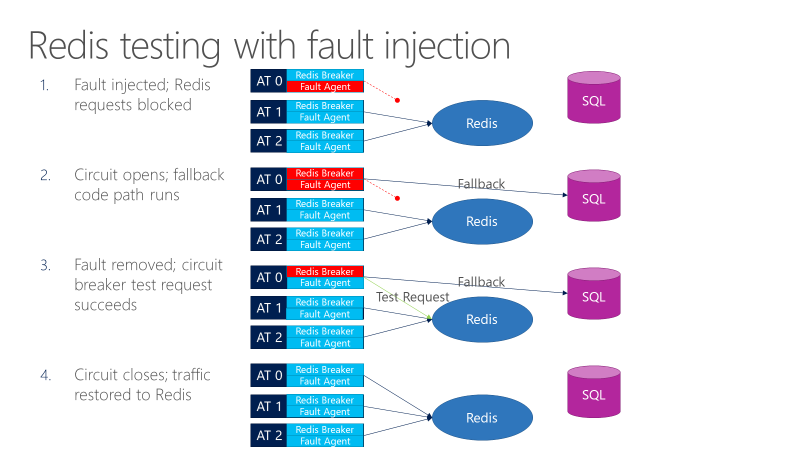 Redis testing with fault injection
1. Fault injected; Redis
requests blocked
AT 0
Redis Breaker
Fault Agent
AT 1
Redis Breaker
Fault Agent
AT 2
Redis Breaker
Fault Agent
Redis
SQL
2. Circuit opens; fallback
code path runs
AT 0
Redis Breaker
Fault Agent
AT 1
Redis Breaker
Fault Agent
AT 2
Redis Breaker
Fault Agent
Fallback
Redis
SQL
3. Fault removed; circuit
breaker test request
succeeds
AT 0
Redis Breaker
Fault Agent
AT 1
Redis Breaker
Fault Agent
AT 2
Redis Breaker
Fault Agent
Fallback
Test Request
Redis
SQL
4. Circuit closes; traffic
restored to Redis
AT 0
Redis Breaker
Fault Agent
AT 1
Redis Breaker
Fault Agent
AT 2
Redis Breaker
Fault Agent
Redis
SQL